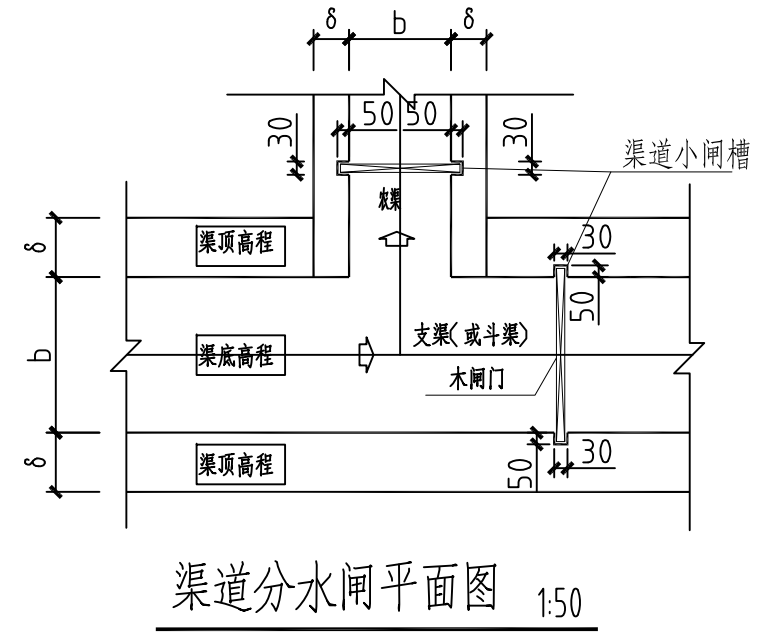 δ b δ
50 50
30
30
渠道小闸槽
农渠
δ
渠顶高程
30
50
支渠(或斗渠)
b
渠底高程
木闸门
δ
渠顶高程
50
30
渠道分水闸平面图 1:50